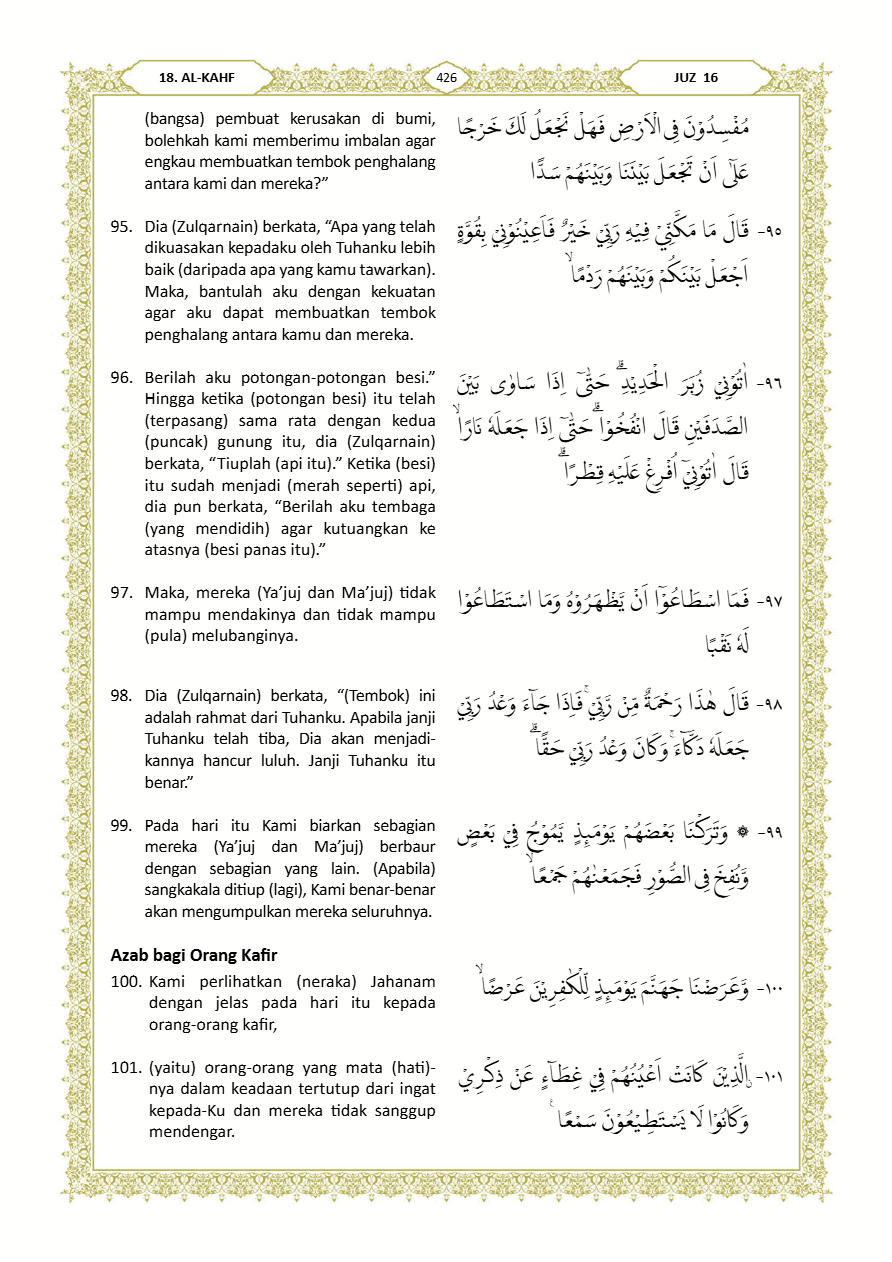 18. AL-KAHF
426
JUZ 16
(bangsa) pembuat kerusakan di bumi,
bolehkah kami memberimu imbalan agar
engkau membuatkan tembok penghalang
antara kami dan mereka?”
مُفْسِدُوْنَ فِى الْاَرْضِ فَهَلْ نَجْعَلُ لَكَ خَرْجًا
عَلٰٓى اَنْ تَجْعَلَ بَيْنَنَا وَبَيْنَهُمْ سَدًّا
95. Dia (Zulqarnain) berkata, “Apa yang telah
dikuasakan kepadaku oleh Tuhanku lebih
baik (daripada apa yang kamu tawarkan).
Maka, bantulah aku dengan kekuatan
agar aku dapat membuatkan tembok
penghalang antara kamu dan mereka.
٩٥- قَالَ مَا مَكَّنِّيْ فِيْهِ رَبِّيْ خَيْرٌ فَاَعِيْنُوْنِيْ بِقُوَّةٍ
اَجْعَلْ بَيْنَكُمْ وَبَيْنَهُمْ رَدْمًاۙ
96. Berilah aku potongan-potongan besi.”
Hingga ketika (potongan besi) itu telah
(terpasang) sama rata dengan kedua
(puncak) gunung itu, dia (Zulqarnain)
berkata, “Tiuplah (api itu).” Ketika (besi)
itu sudah menjadi (merah seperti) api,
dia pun berkata, “Berilah aku tembaga
(yang mendidih) agar kutuangkan ke
atasnya (besi panas itu).”
٩٦- اٰتُوْنِيْ زُبَرَ الْحَدِيْدِۗ حَتّٰىٓ اِذَا سَاوٰى بَيْنَ
الصَّدَفَيْنِ قَالَ انْفُخُوْاۗ حَتّٰىٓ اِذَا جَعَلَهٗ نَارًاۙ
قَالَ اٰتُوْنِيْٓ اُفْرِغْ عَلَيْهِ قِطْرًاۗ
97. Maka, mereka (Ya’juj dan Ma’juj) tidak
mampu mendakinya dan tidak mampu
(pula) melubanginya.
٩٧- فَمَا اسْطَاعُوْٓا اَنْ يَّظْهَرُوْهُ وَمَا اسْتَطَاعُوْا
لَهٗ نَقْبًا
98. Dia (Zulqarnain) berkata, “(Tembok) ini
adalah rahmat dari Tuhanku. Apabila janji
Tuhanku telah tiba, Dia akan menjadi-
kannya hancur luluh. Janji Tuhanku itu
benar.”
٩٨- قَالَ هٰذَا رَحْمَةٌ مِّنْ رَّبِّيْۚ فَاِذَا جَاۤءَ وَعْدُ رَبِّيْ
جَعَلَهٗ دَكَّاۤءَۚ وَكَانَ وَعْدُ رَبِّيْ حَقًّاۗ
99. Pada hari itu Kami biarkan sebagian
mereka (Ya’juj dan Ma’juj) berbaur
dengan sebagian yang lain. (Apabila)
sangkakala ditiup (lagi), Kami benar-benar
akan mengumpulkan mereka seluruhnya.
٩٩- ۞ وَتَرَكْنَا بَعْضَهُمْ يَوْمَىِٕذٍ يَّمُوْجُ فِيْ بَعْضٍ
وَّنُفِخَ فِى الصُّوْرِ فَجَمَعْنٰهُمْ جَمْعًاۙ
Azab bagi Orang Kafir
100. Kami perlihatkan (neraka) Jahanam
dengan jelas pada hari itu kepada
orang-orang kafir,
١٠٠- وَّعَرَضْنَا جَهَنَّمَ يَوْمَىِٕذٍ لِّلْكٰفِرِيْنَ عَرْضًاۙ
101. (yaitu) orang-orang yang mata (hati)-
nya dalam keadaan tertutup dari ingat
kepada-Ku dan mereka tidak sanggup
mendengar.
١٠١- ۨالَّذِيْنَ كَانَتْ اَعْيُنُهُمْ فِيْ غِطَاۤءٍ عَنْ ذِكْرِيْ
وَكَانُوْا لَا يَسْتَطِيْعُوْنَ سَمْعًاۚ